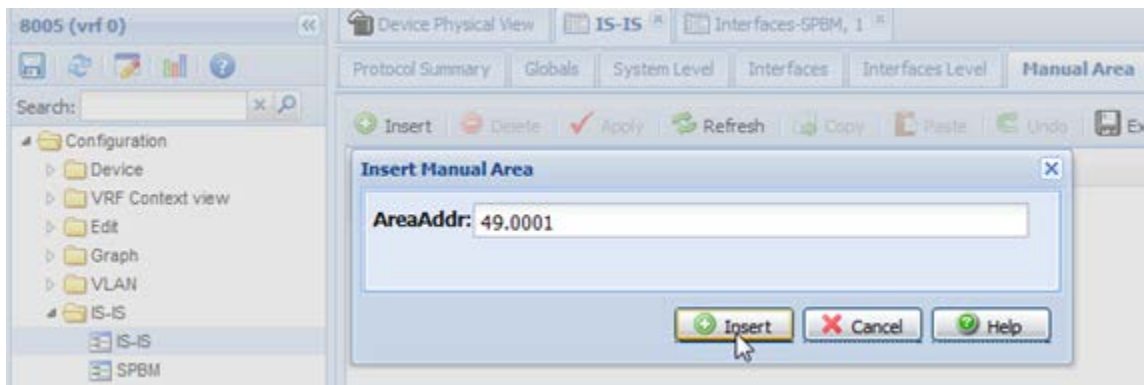 8005 (vrf 0)
Device Physical View
IS-IS
Interfaces-SPBM, 1
Protocol Summary
Globals
System Level
Interfaces
Interfaces Level
Manual Area
Search:
Insert
Delete
Apply
Refresh
Copy
Paste
Undo
Ex
Configuration
Device
VRF Context view
Edit
Graph
VLAN
IS-IS
IS-IS
SPBM
Insert Manual Area
AreaAddr: 49.0001
Insert
Cancel
Help